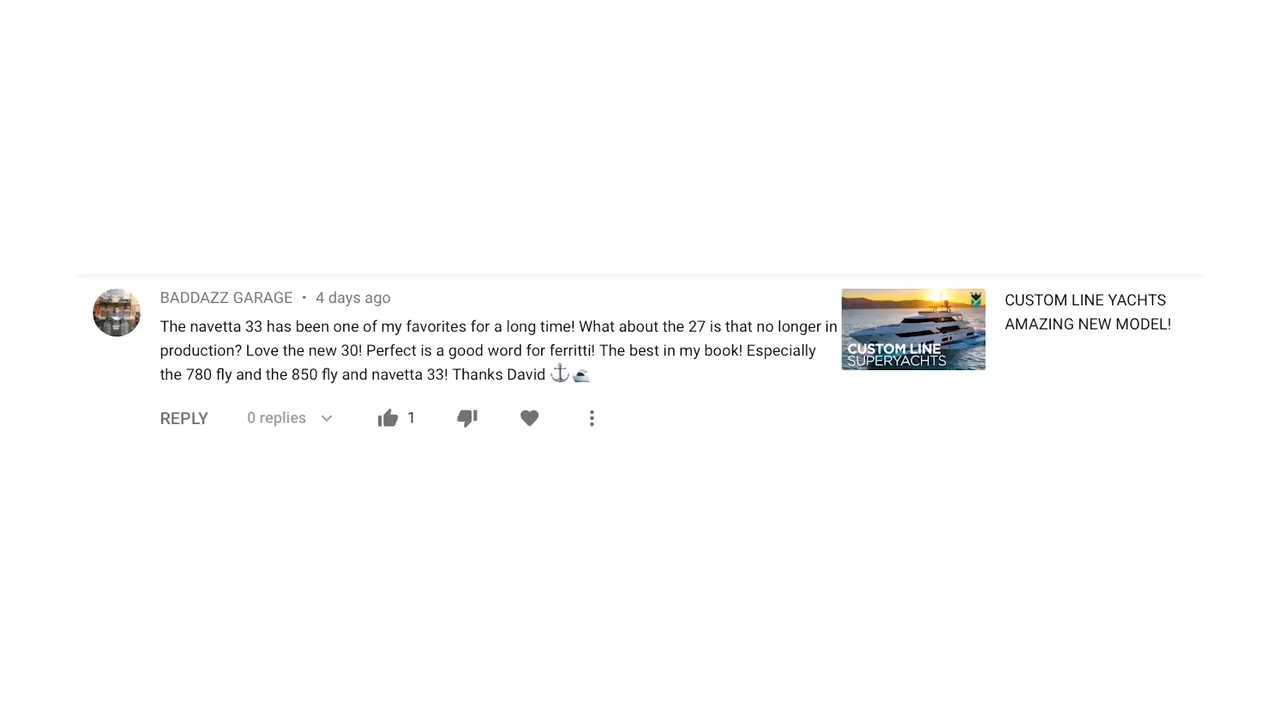 BADDAZZ GARAGE • 4 days ago
The navetta 33 has been one of my favorites for a long time! What about the 27 is that no longer in
production? Love the new 30! Perfect is a good word for ferritti! The best in my book! Especially
the 780 fly and the 850 fly and navetta 33! Thanks David ⚓🛥
REPLY 0 replies 1
CUSTOM LINE
SUPERYACHTS
CUSTOM LINE YACHTS
AMAZING NEW MODEL!